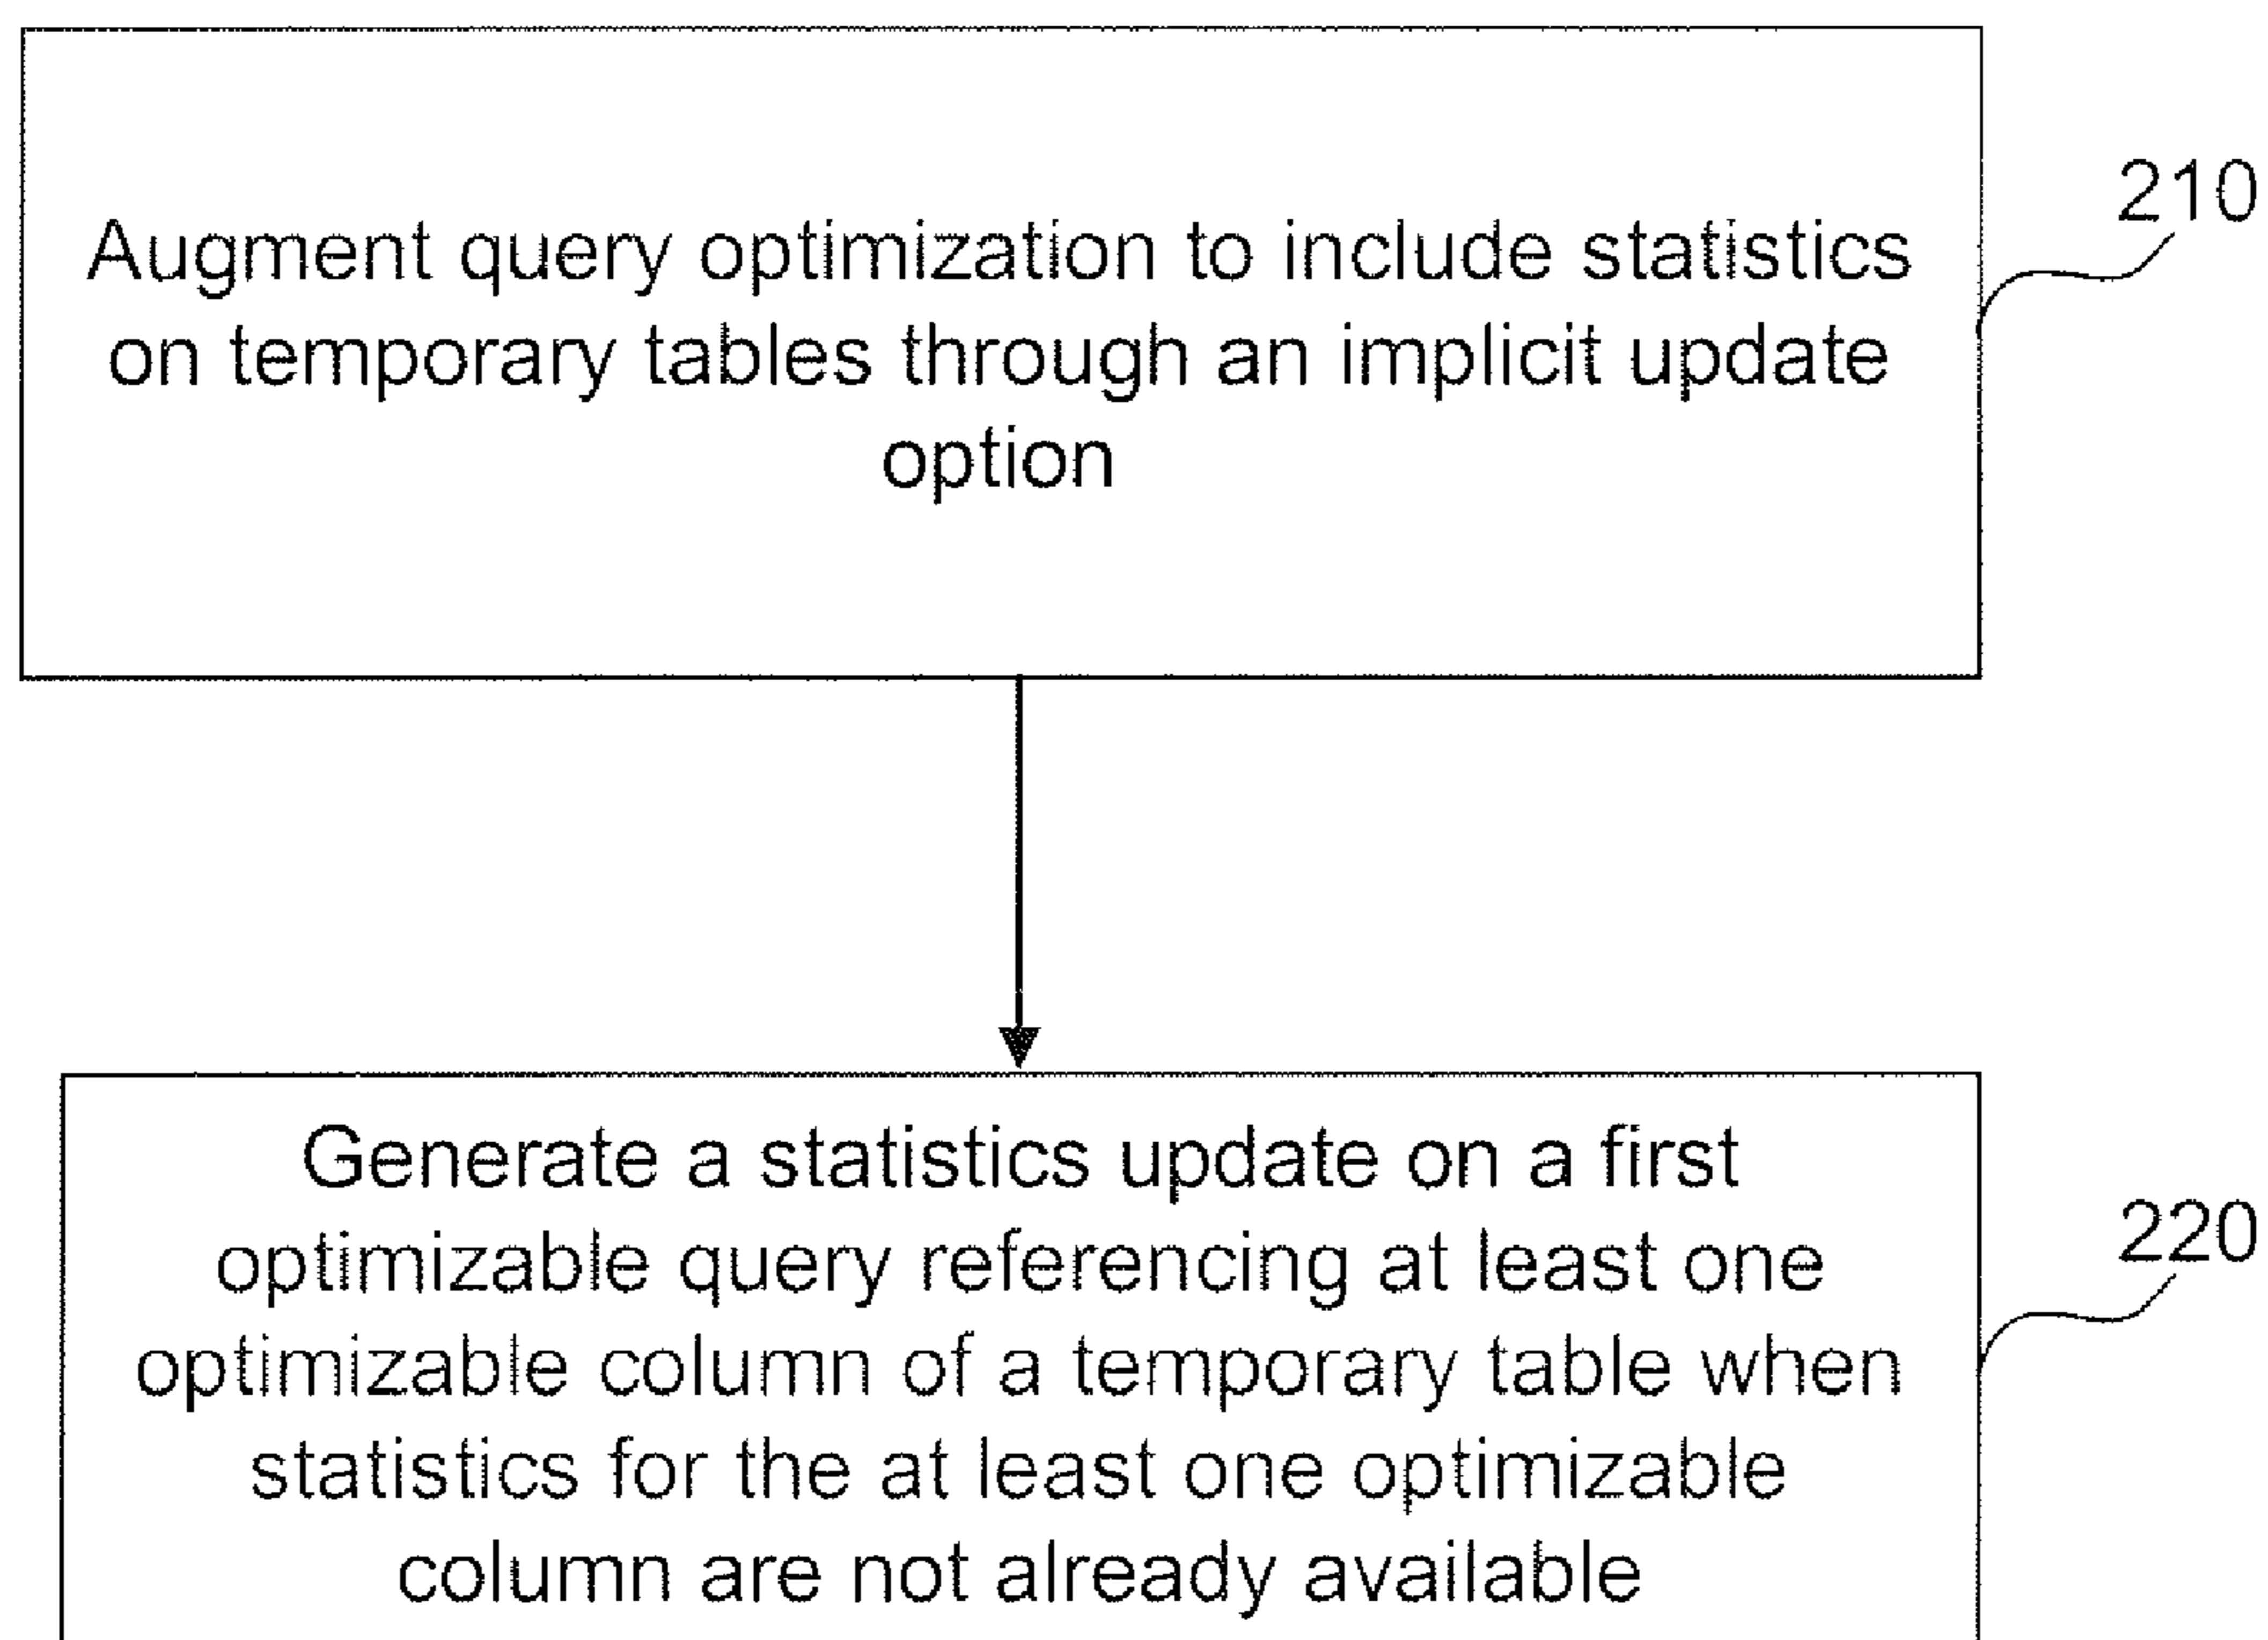 Augment query optimization to include statistics
on temporary tables through an implicit update
option
210
Generate a statistics update on a first
optimizable query referencing at least one
optimizable column of a temporary table when
statistics for the at least one optimizable
column are not already available
220